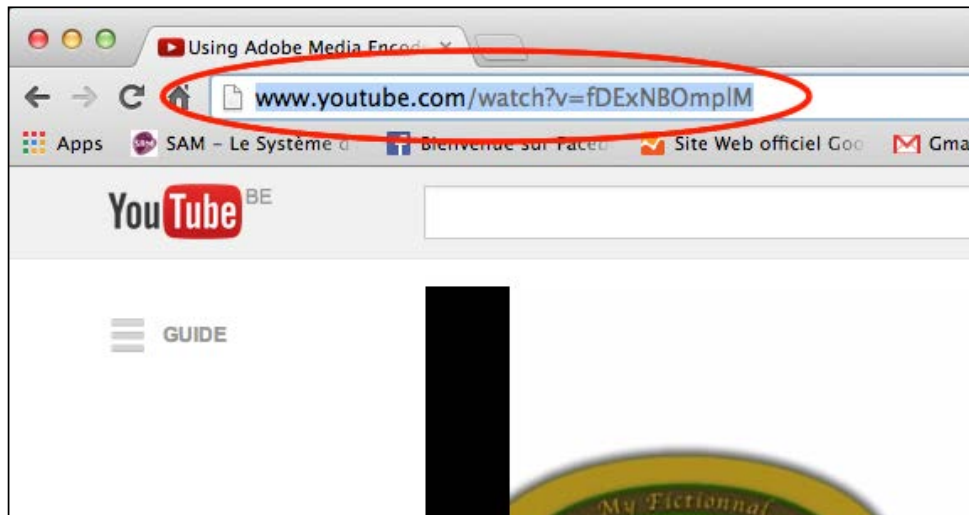 Using Adobe Media Encod
www.youtube.com/watch?v=fDExNBOmplM
Apps SAM - Le Système d Bienvenue sur Faceb Site Web officiel Goo Gma
YouTube BE
GUIDE
My Fictionnal